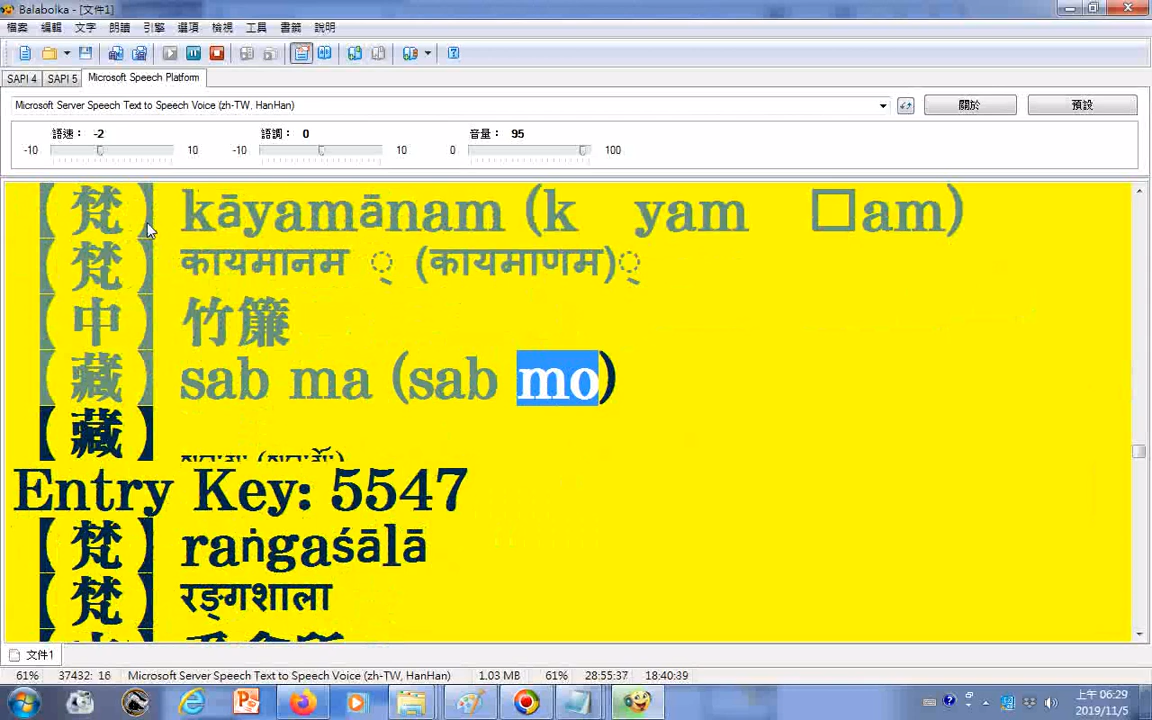 Balabolka - [文件1]
檔案 編輯 文字 朗讀 引擎 選項 檢視 工具 書籤 說明
SAPI 4 SAPI 5 Microsoft Speech Platform
Microsoft Server Speech Text to Speech Voice (zh-TW, HanHan) 關於 預設
語速： -2 語調： 0 音量： 95
-10 10 -10 10 0 100
【梵】 kāyamānam (k yam □am)
【梵】 कायमानम ् (कायमाणम)्
【中】 竹簾
【藏】 sab ma (sab mo)
【藏】
Entry Key: 5547
【梵】 raṅgaśālā
【梵】 रङ्गशाला
文件1
61% 37432: 16 Microsoft Server Speech Text to Speech Voice (zh-TW, HanHan) 1.03 MB 61% 28:55:37 18:40:39
上午 06:29
2019/11/5